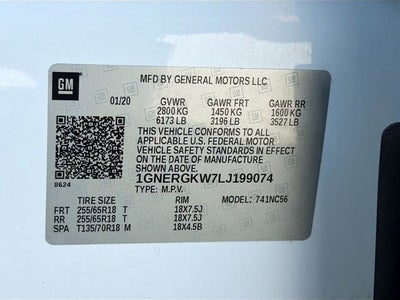 GM
MFD BY GENERAL MOTORS LLC
01/20 GVWR GAWR FRT GAWR RR
2800KG 1450 KG 1600 KG
6173 LB 3196 LB 3527 LB
THIS VEHICLE CONFORMS TO ALL
APPLICABLE U.S. FEDERAL MOTOR
VEHICLE SAFETY STANDARDS IN EFFECT
ON THE DATE OF MANUFACTURE
SHOWN ABOVE.
8624
1GNERGKW7LJ199074
TYPE: M.P.V. MODEL: 741NC56
TIRE SIZE RIM
FRT 255/65R18 T 18X7.5J
RR 255/65R18 T 18X7.5J
SPA T135/70R18 M 18X4.5B